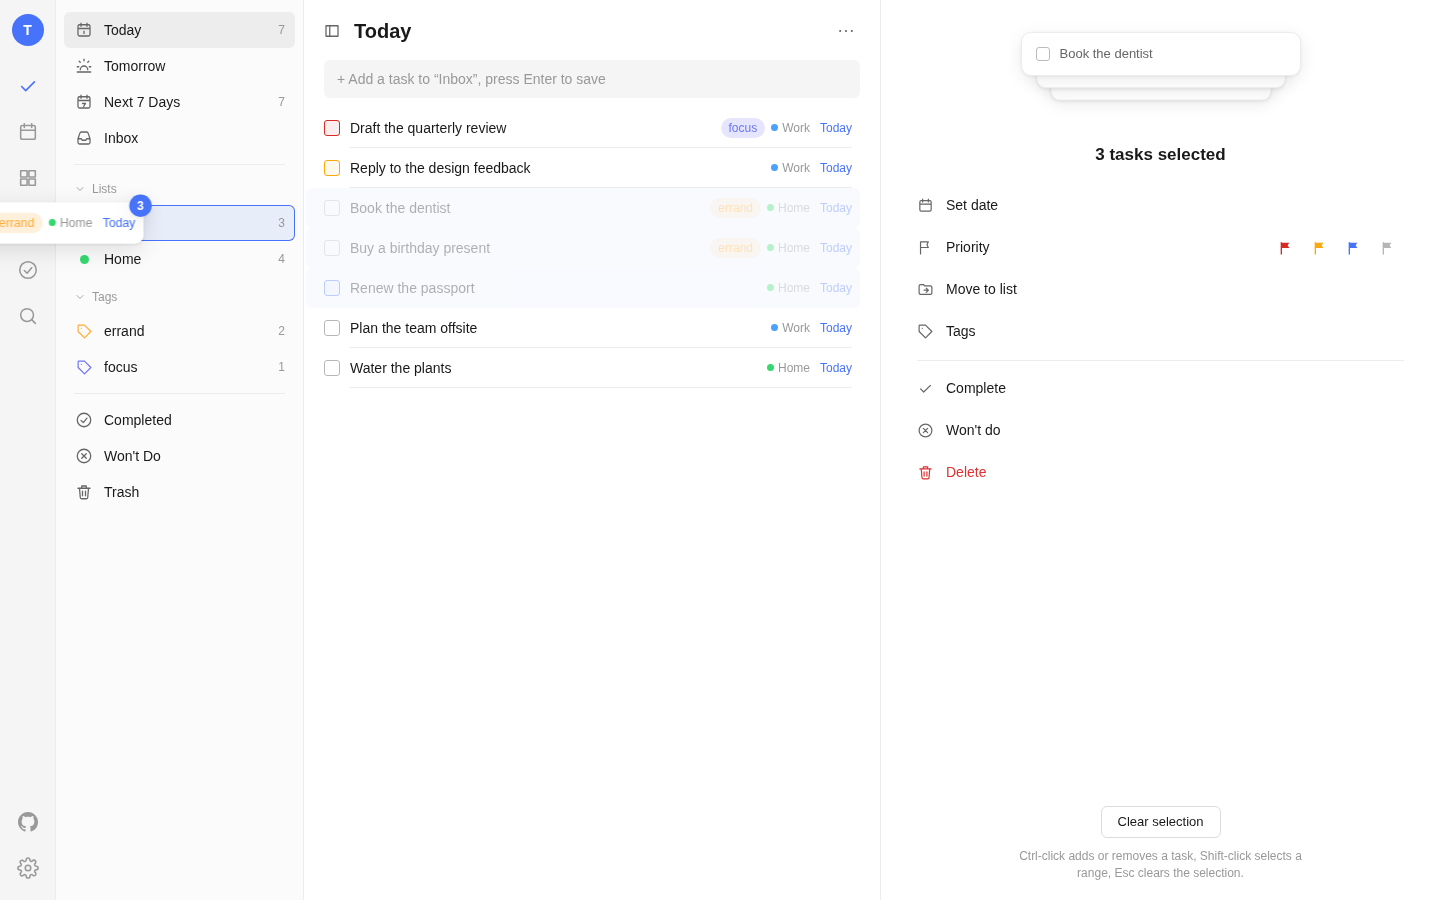 T
Today 7
Tomorrow
Next 7 Days 7
Inbox
Lists
errand Home Today 3
3
Home 4
Tags
errand 2
focus 1
Completed
Won't Do
Trash
Today
+ Add a task to “Inbox”, press Enter to save
Draft the quarterly review focus Work Today
Reply to the design feedback Work Today
Book the dentist errand Home Today
Buy a birthday present errand Home Today
Renew the passport Home Today
Plan the team offsite Work Today
Water the plants Home Today
Book the dentist
3 tasks selected
Set date
Priority
Move to list
Tags
Complete
Won't do
Delete
Clear selection
Ctrl-click adds or removes a task, Shift-click selects a
range, Esc clears the selection.